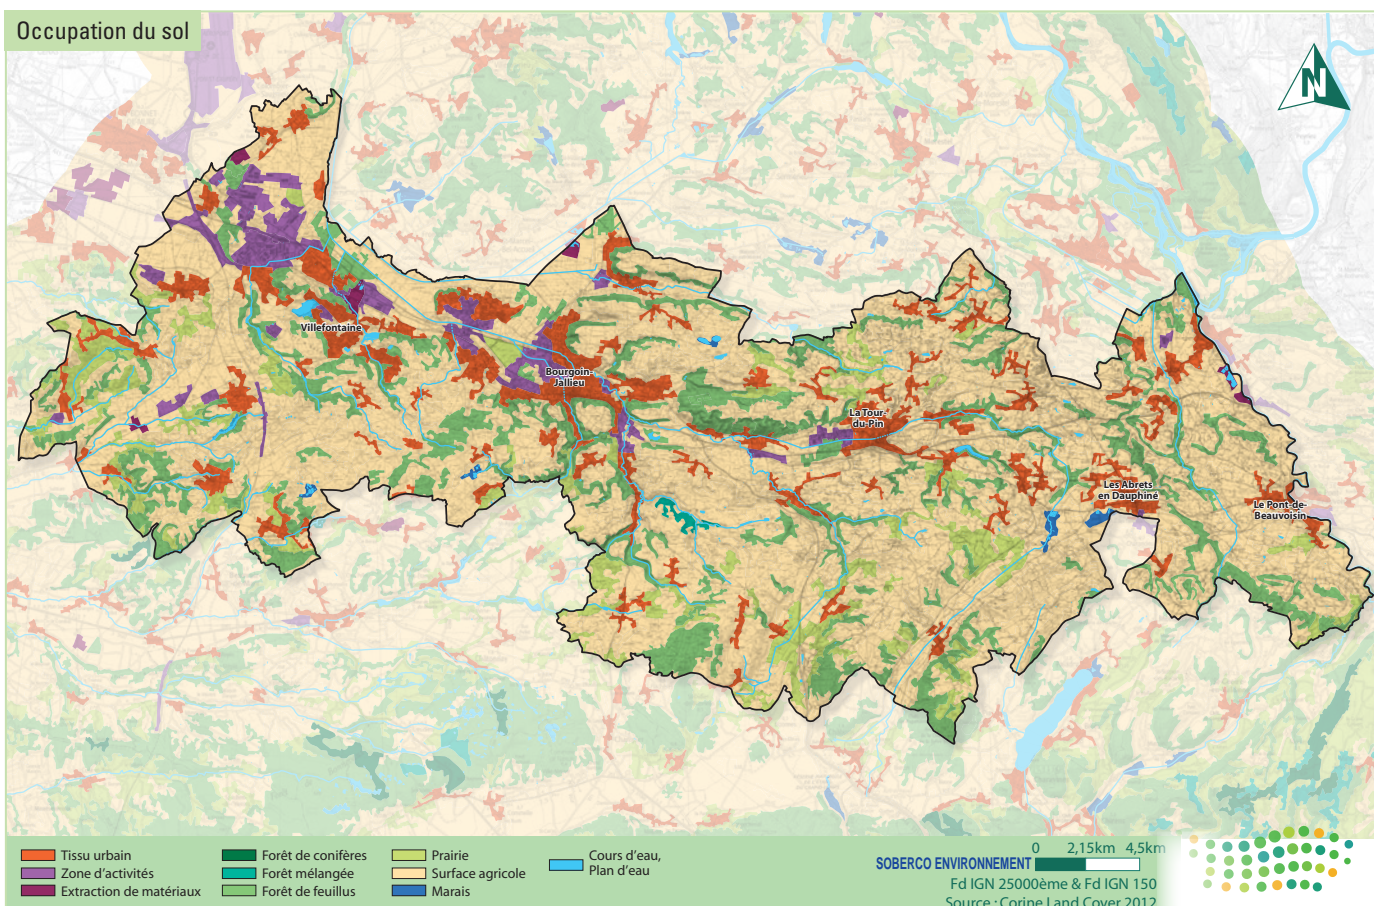 Occupation du sol
N
Villefontaine
Bourgoin-
Jallieu
La Tour-
du-Pin
Les Abrets
en Dauphiné
Le Pont-de-
Beauvoisin
Tissu urbain
Zone d'activités
Extraction de matériaux
Forêt de conifères
Forêt mélangée
Forêt de feuillus
Prairie
Surface agricole
Marais
Cours d'eau,
Plan d'eau
0 2,15km 4,5km
SOBERCO ENVIRONNEMENT
Fd IGN 25000ème & Fd IGN 150
Source : Corine Land Cover 2012